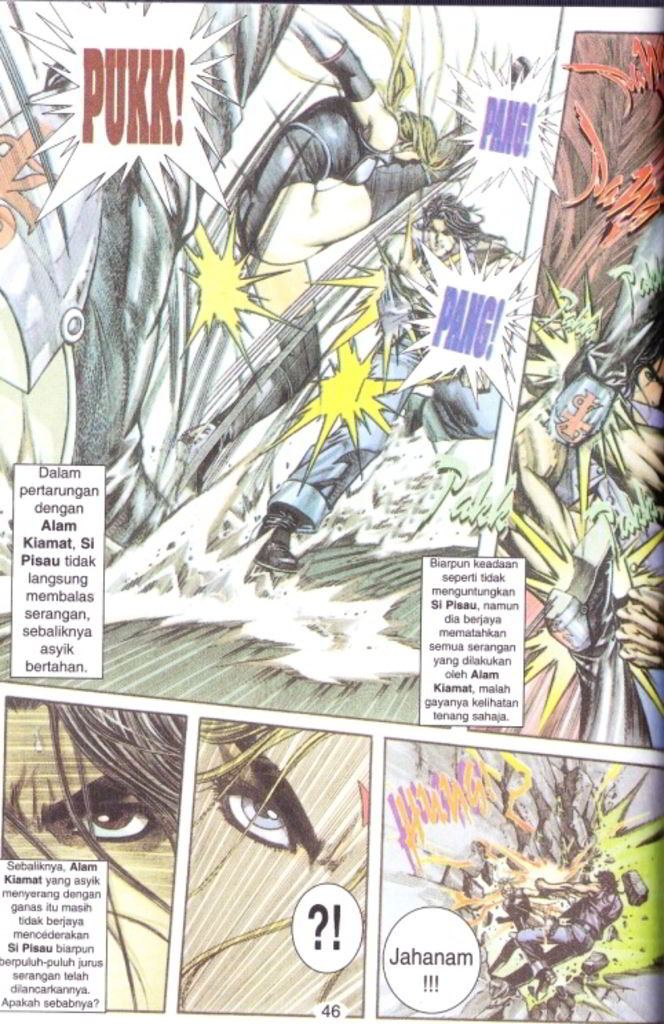 PUKK!
PANG!
PANG!
Pakk
Dalam
pertarungan
dengan
Alam
Kiamat, Si
Pisau tidak
langsung
membalas
serangan,
sebaliknya
asyik
bertahan.
Biarpun keadaan
seperti tidak
menguntungkan
Si Pisau, namun
dia berjaya
mematahkan
semua serangan
yang dilakukan
oleh Alam
Kiamat, malah
gayanya kelihatan
tenang sahaja.
Sebaliknya, Alam
Kiamat yang asyik
menyerang dengan
ganas itu masih
tidak berjaya
mencederakan
Si Pisau biarpun
berpuluh-puluh jurus
serangan telah
dilancarkannya.
Apakah sebabnya?
?!
Jahanam
!!!
46